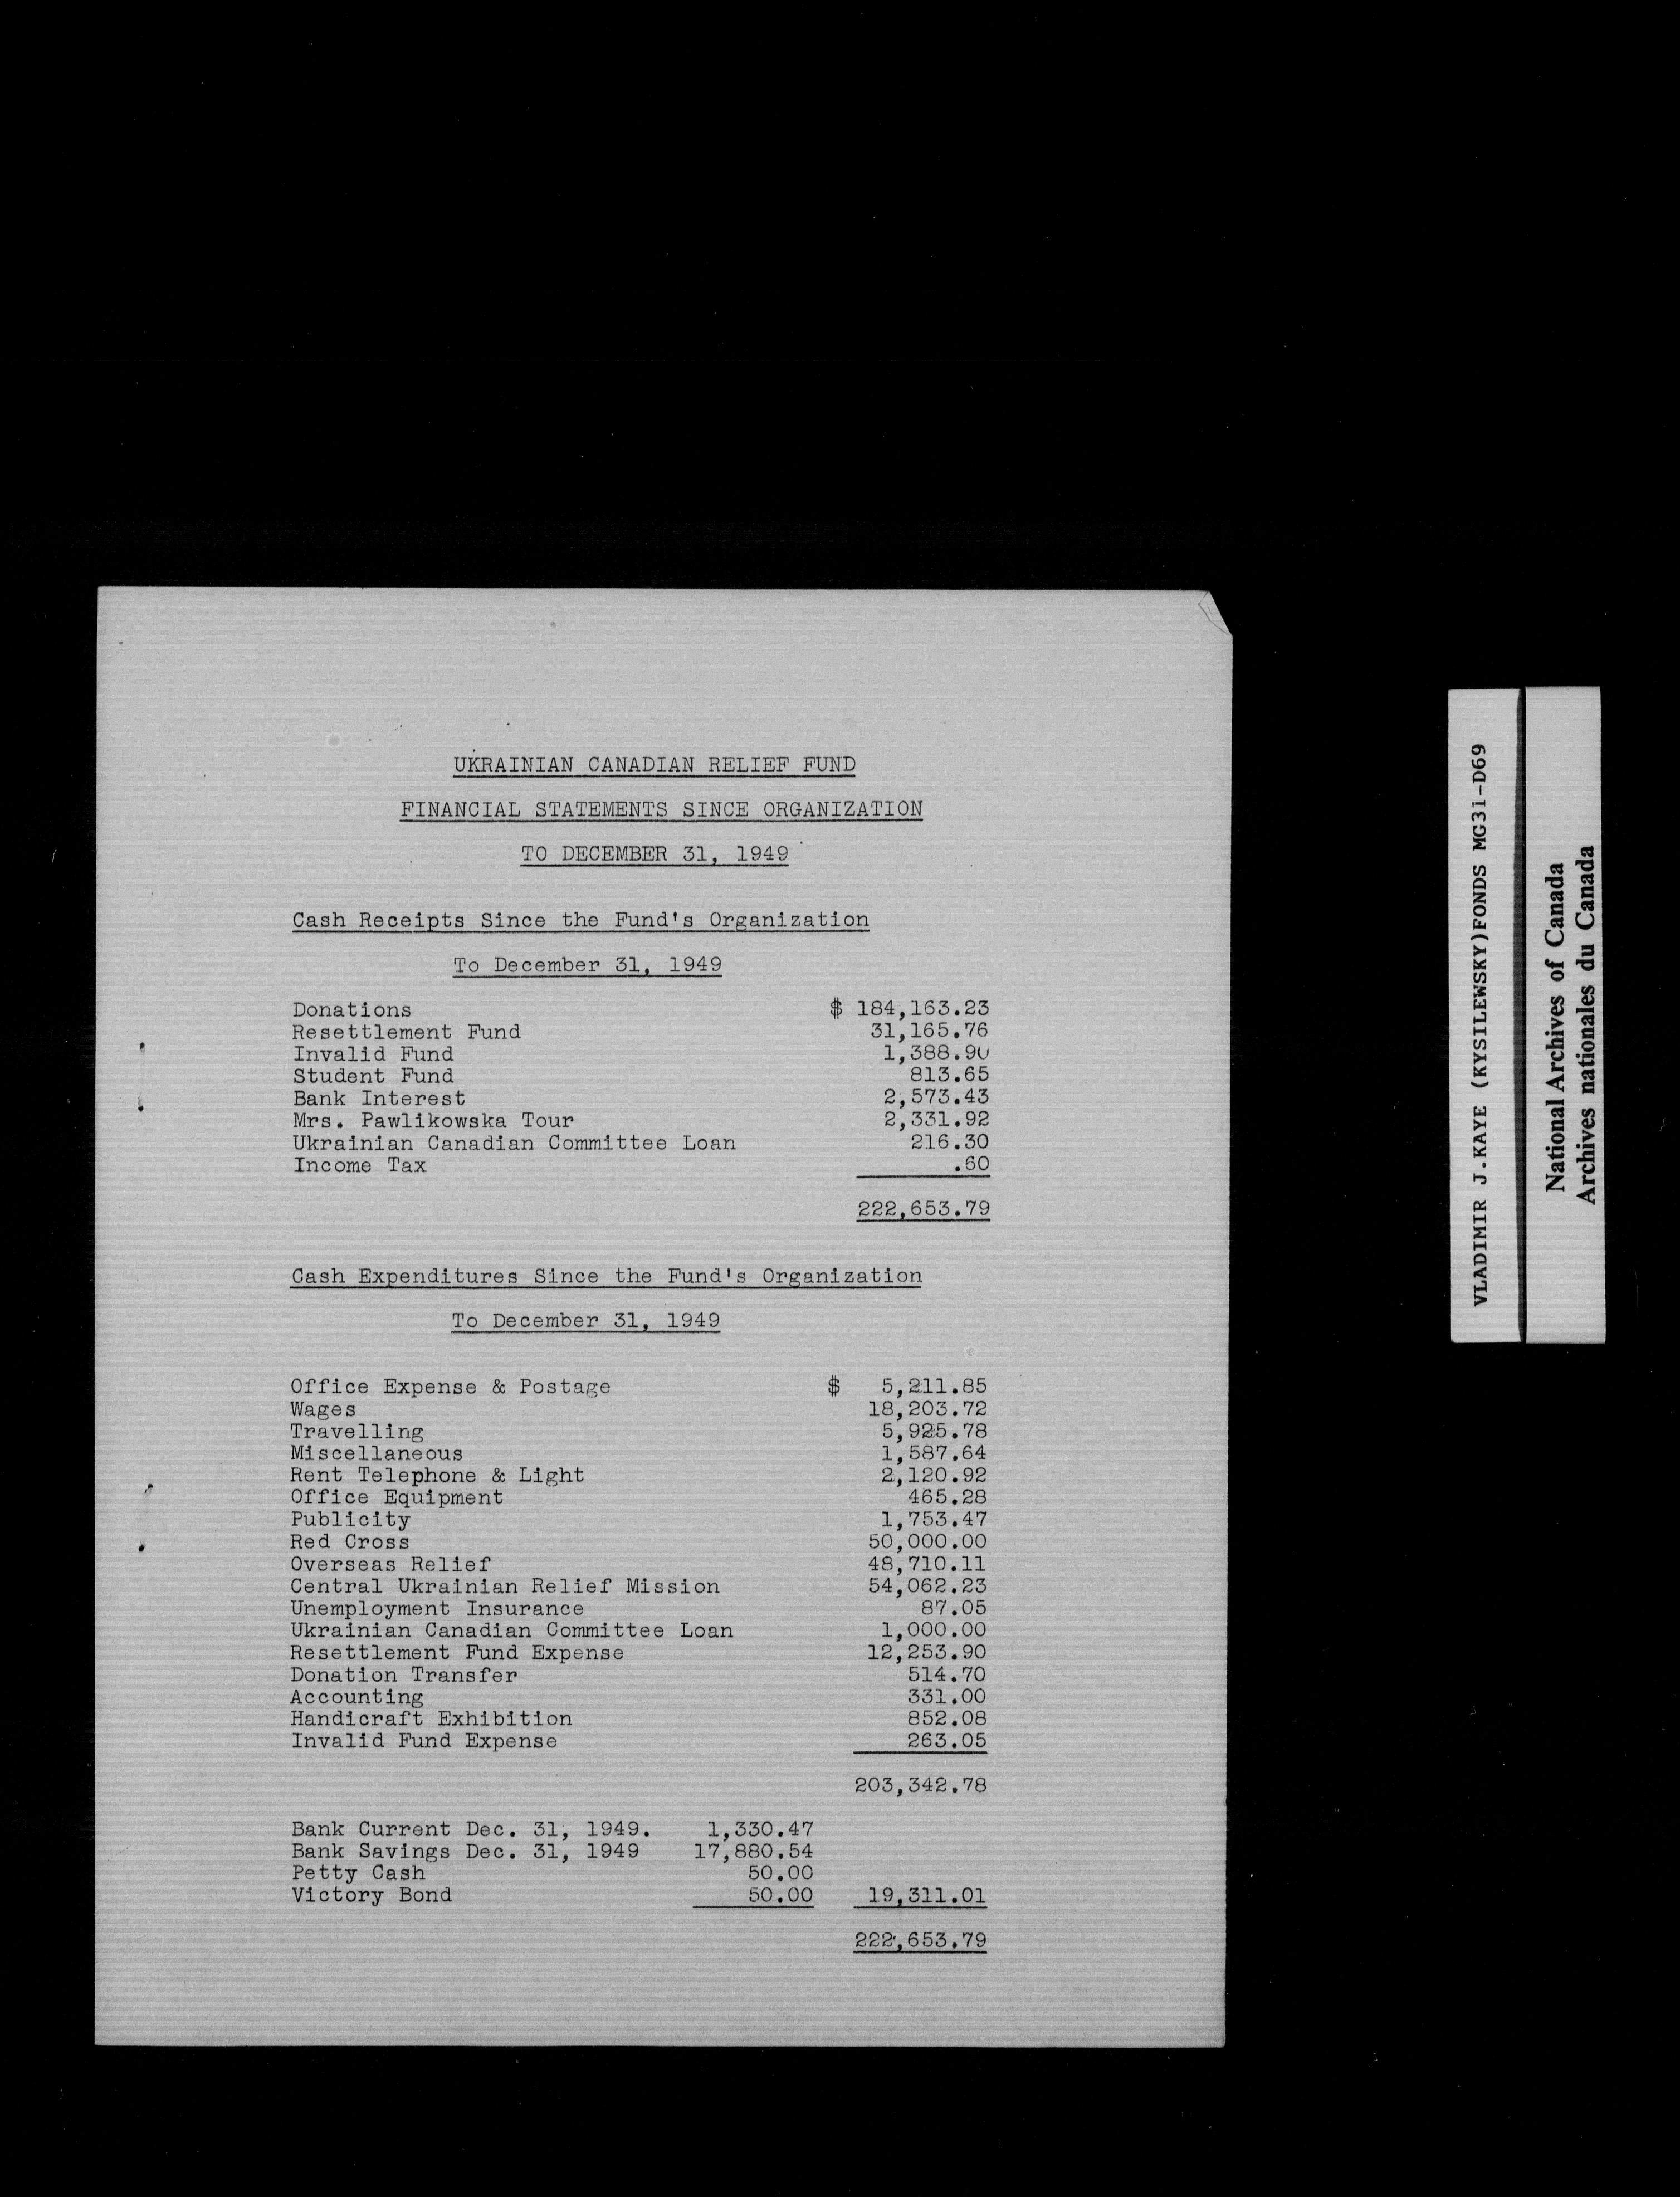 UKRAINIAN CANADIAN RELIEF FUND
FINANCIAL STATEMENTS SINCE ORGANIZATION
TO DECEMBER 31, 1949
Cash Receipts Since the Fund's Organization
To December 31, 1949
Donations $ 184,163.23
Resettlement Fund 31,165.76
Invalid Fund 1,388.90
Student Fund 813.65
Bank Interest 2,573.43
Mrs. Pawlikowska Tour 2,331.92
Ukrainian Canadian Committee Loan 216.30
Income Tax .60
222,653.79
Cash Expenditures Since the Fund's Organization
To December 31, 1949
Office Expense & Postage $ 5,211.85
Wages 18,203.72
Travelling 5,925.78
Miscellaneous 1,587.64
Rent Telephone & Light 2,120.92
Office Equipment 465.28
Publicity 1,753.47
Red Cross 50,000.00
Overseas Relief 48,710.11
Central Ukrainian Relief Mission 54,062.23
Unemployment Insurance 87.05
Ukrainian Canadian Committee Loan 1,000.00
Resettlement Fund Expense 12,253.90
Donation Transfer 514.70
Accounting 331.00
Handicraft Exhibition 852.08
Invalid Fund Expense 263.05
203,342.78
Bank Current Dec. 31, 1949. 1,330.47
Bank Savings Dec. 31, 1949 17,880.54
Petty Cash 50.00
Victory Bond 50.00 19,311.01
222,653.79
VLADIMIR J.KAYE (KYSILEWSKY)FONDS MG31-D69
National Archives of Canada
Archives nationales du Canada